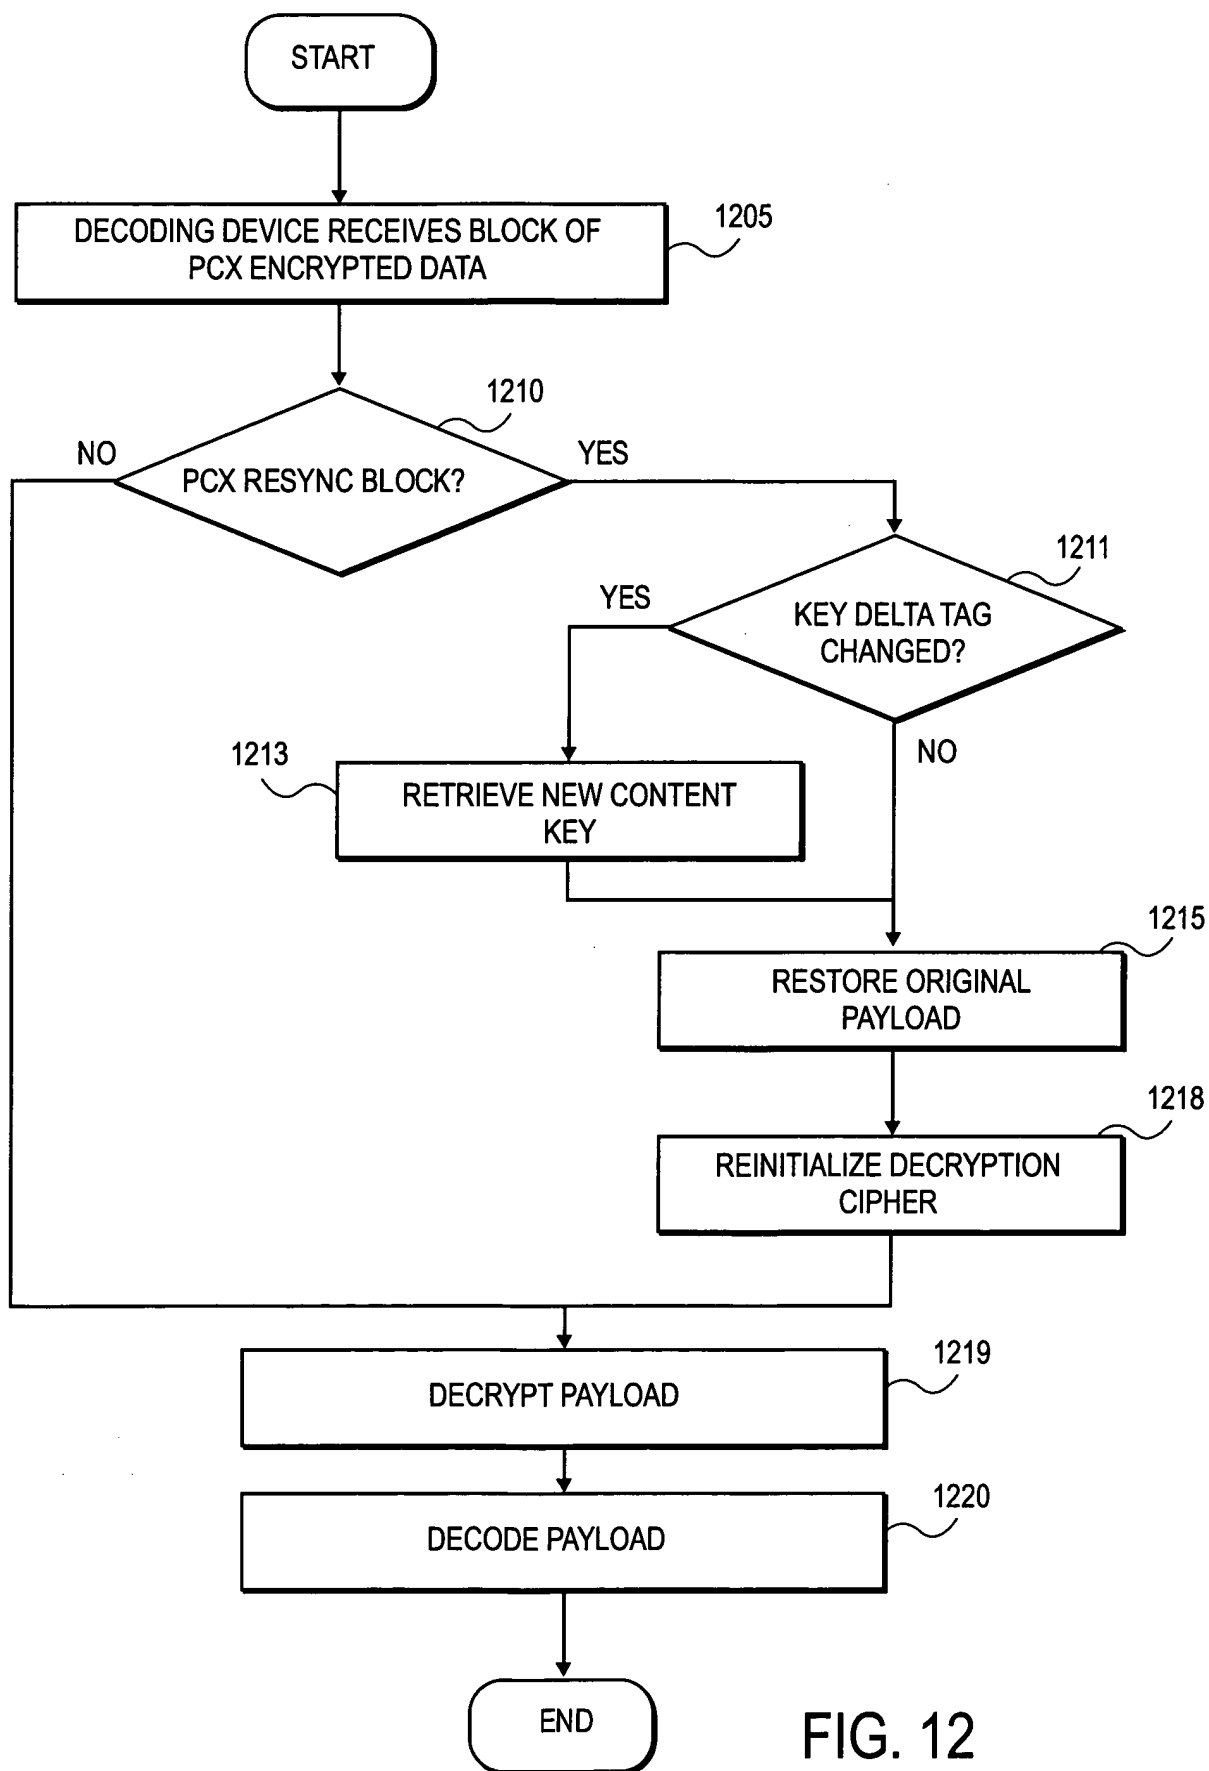 START
DECODING DEVICE RECEIVES BLOCK OF
PCX ENCRYPTED DATA
1205
1210
NO
YES
PCX RESYNC BLOCK?
1211
YES
KEY DELTA TAG
CHANGED?
NO
1213
RETRIEVE NEW CONTENT
KEY
1215
RESTORE ORIGINAL
PAYLOAD
1218
REINITIALIZE DECRYPTION
CIPHER
1219
DECRYPT PAYLOAD
1220
DECODE PAYLOAD
END
FIG. 12